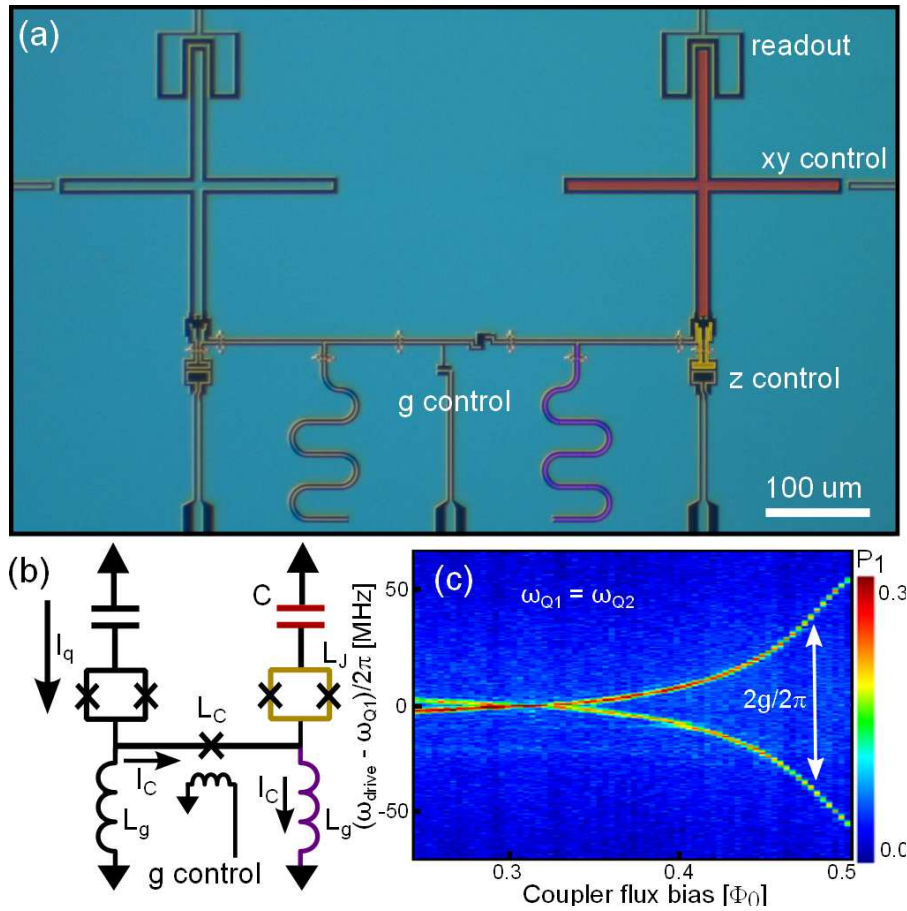 (a)
readout
xy control
z control
g control
100 um
(b)
C
I_q
L_J
L_C
I_C
I_C
L_g
L_g
g control
(c)
P_1
ω_Q1 = ω_Q2
0.3
50
0
-50
(ω_drive - ω_Q1)/2π [MHz]
2g/2π
0.0
0.3 0.4 0.5
Coupler flux bias [Φ_0]